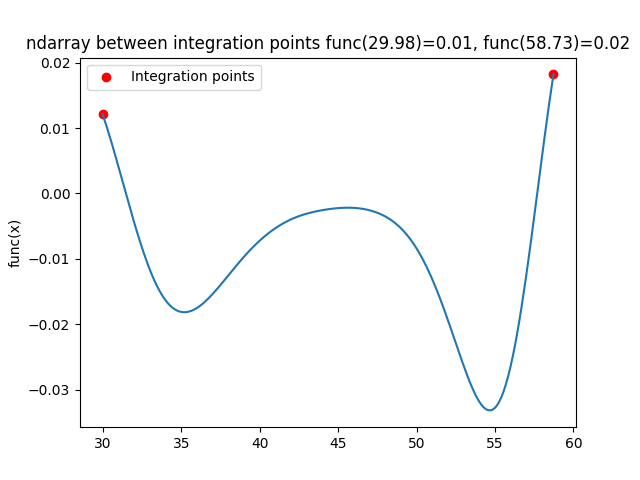 ndarray between integration points func(29.98)=0.01, func(58.73)=0.02
Integration points
0.02
0.01
0.00
−0.01
−0.02
−0.03
func(x)
30 35 40 45 50 55 60